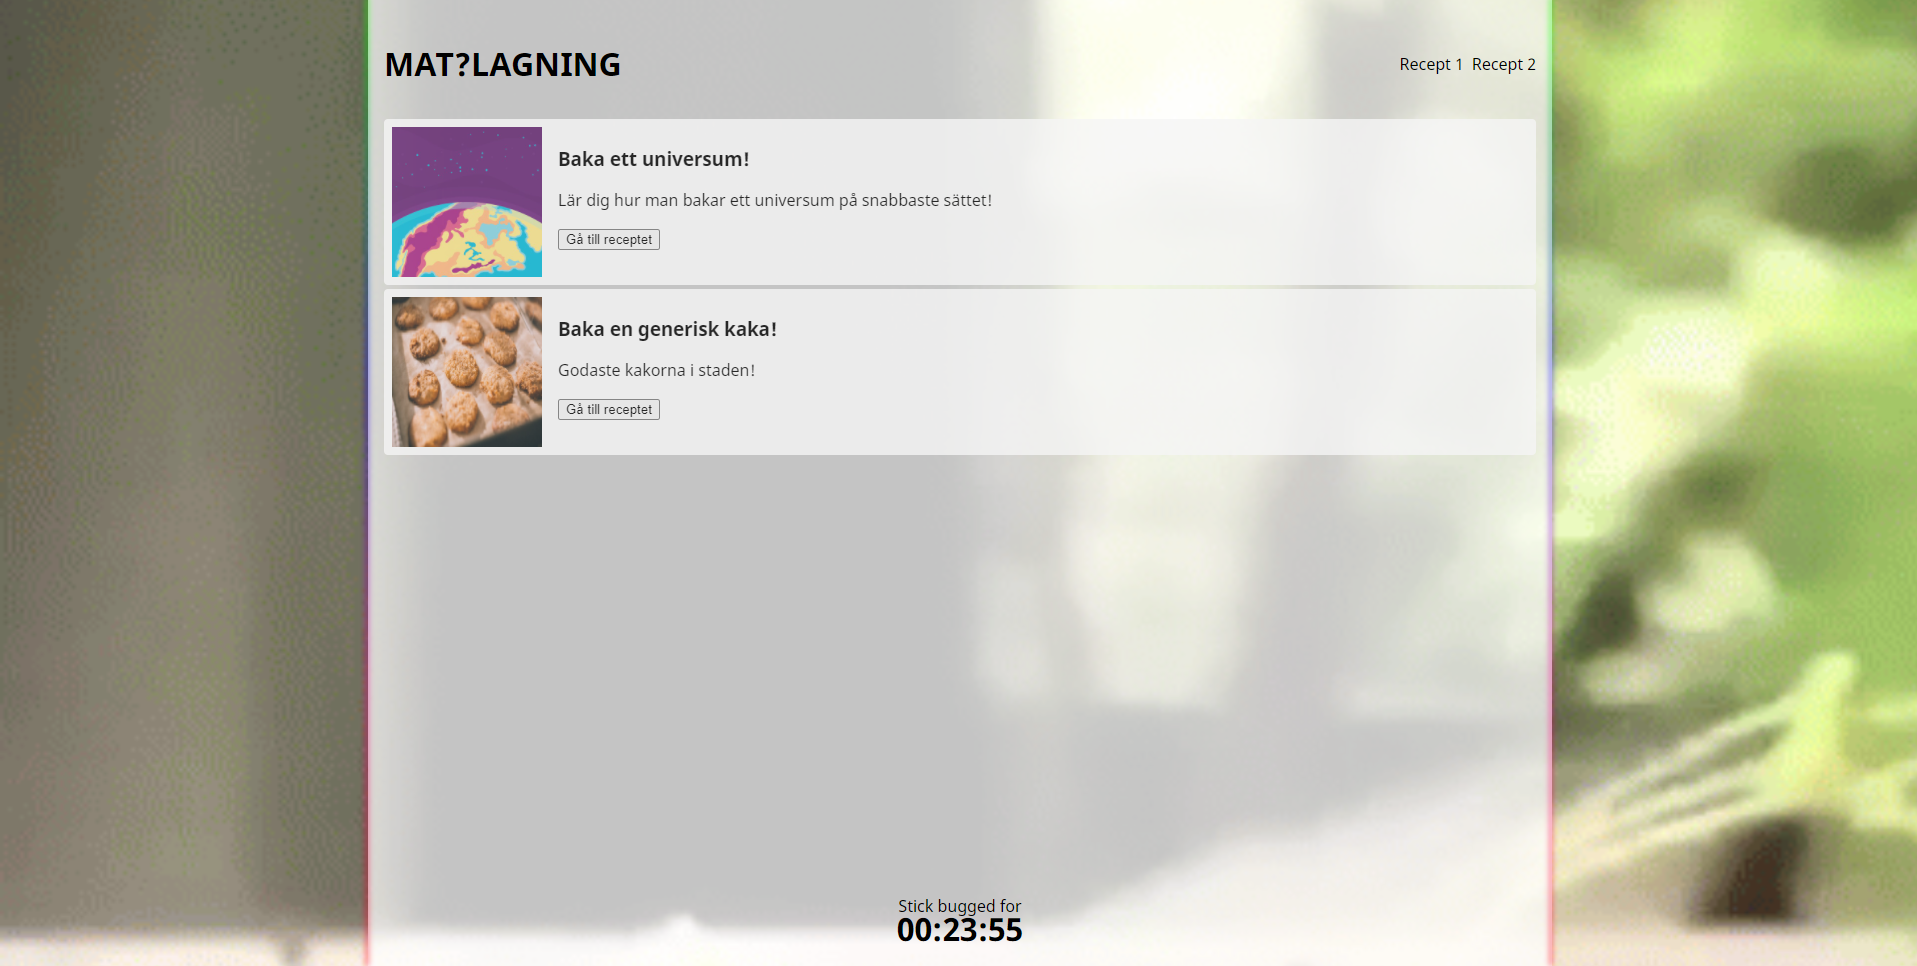 MAT?LAGNING
Recept 1 Recept 2
Baka ett universum!
Lär dig hur man bakar ett universum på snabbaste sättet!
Gå till receptet
Baka en generisk kaka!
Godaste kakorna i staden!
Gå till receptet
Stick bugged for
00:23:55